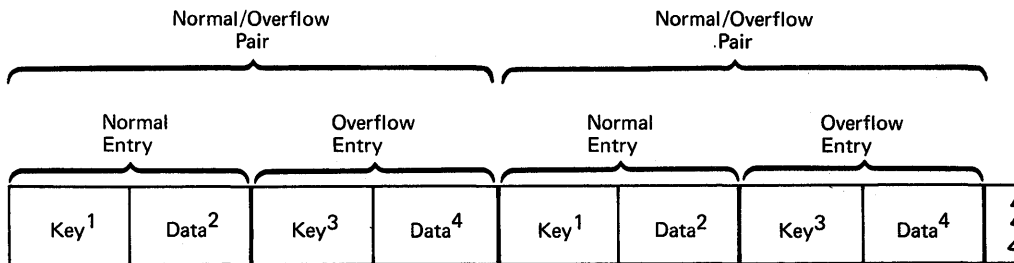 Normal/Overflow
Pair
Normal/Overflow
Pair
Normal
Entry
Overflow
Entry
Normal
Entry
Overflow
Entry
Key1 Data2 Key3 Data4 Key1 Data2 Key3 Data4